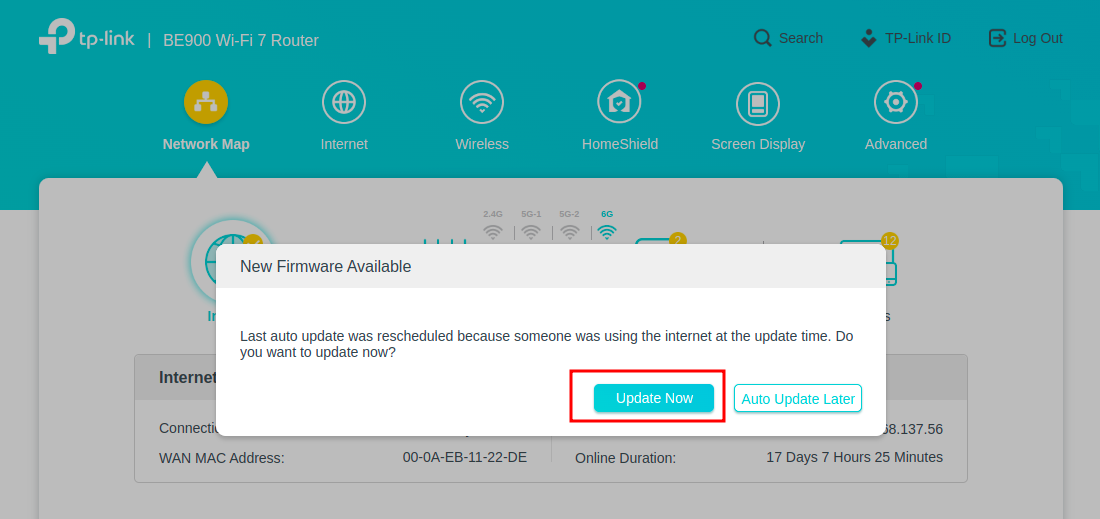 tp-link | BE900 Wi-Fi 7 Router
Search
TP-Link ID
Log Out
Network Map
Internet
Wireless
HomeShield
Screen Display
Advanced
2.4G
5G-1
5G-2
6G
2
12
New Firmware Available
Last auto update was rescheduled because someone was using the internet at the update time. Do
you want to update now?
Update Now
Auto Update Later
Internet
68.137.56
WAN MAC Address:
00-0A-EB-11-22-DE
Online Duration:
17 Days 7 Hours 25 Minutes